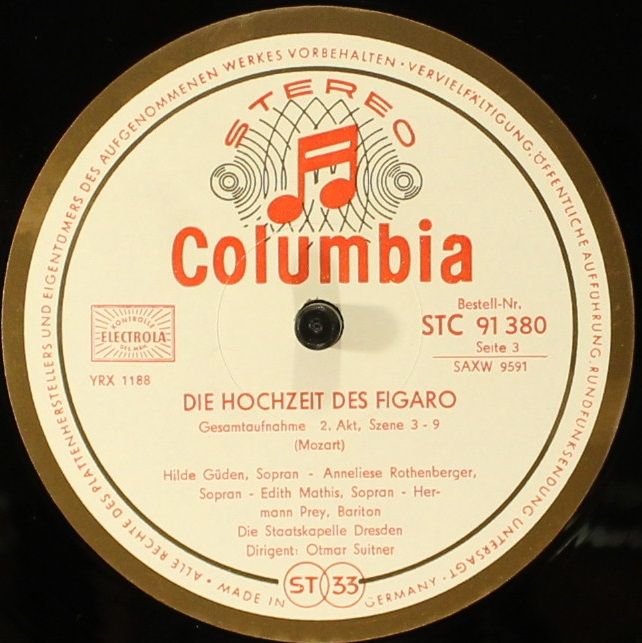 ALLE RECHTE DES PLATTENHERSTELLERS UND EIGENTÜMERS DES AUFGENOMMENEN WERKES VORBEHALTEN · VERVIELFÄLTIGUNG, ÖFFENTLICHE AUFFÜHRUNG, RUNDFUNKSENDUNG UNTERSAGT ·
STEREO
Columbia
KONTROLLE
ELECTROLA
GES.M.B.H.
YRX 1188
Bestell-Nr.
STC 91 380
Seite 3
SAXW 9591
DIE HOCHZEIT DES FIGARO
Gesamtaufnahme 2. Akt, Szene 3 - 9
(Mozart)
Hilde Güden, Sopran - Anneliese Rothenberger,
Sopran - Edith Mathis, Sopran - Her-
mann Prey, Bariton
Die Staatskapelle Dresden
Dirigent: Otmar Suitner
MADE IN GERMANY
ST 33